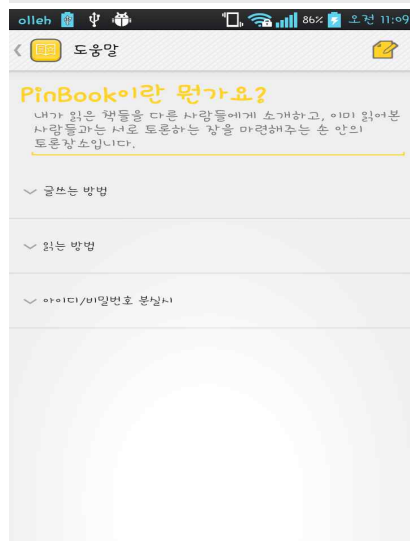 olleh 86% 오전 11:09
도움말
PinBook이란 뭔가요?
내가 읽은 책들을 다른 사람들에게 소개하고, 이미 읽어본
사람들과는 서로 토론하는 장을 마련해주는 손 안의
토론장소입니다.
글쓰는 방법
읽는 방법
아이디/비밀번호 분실시